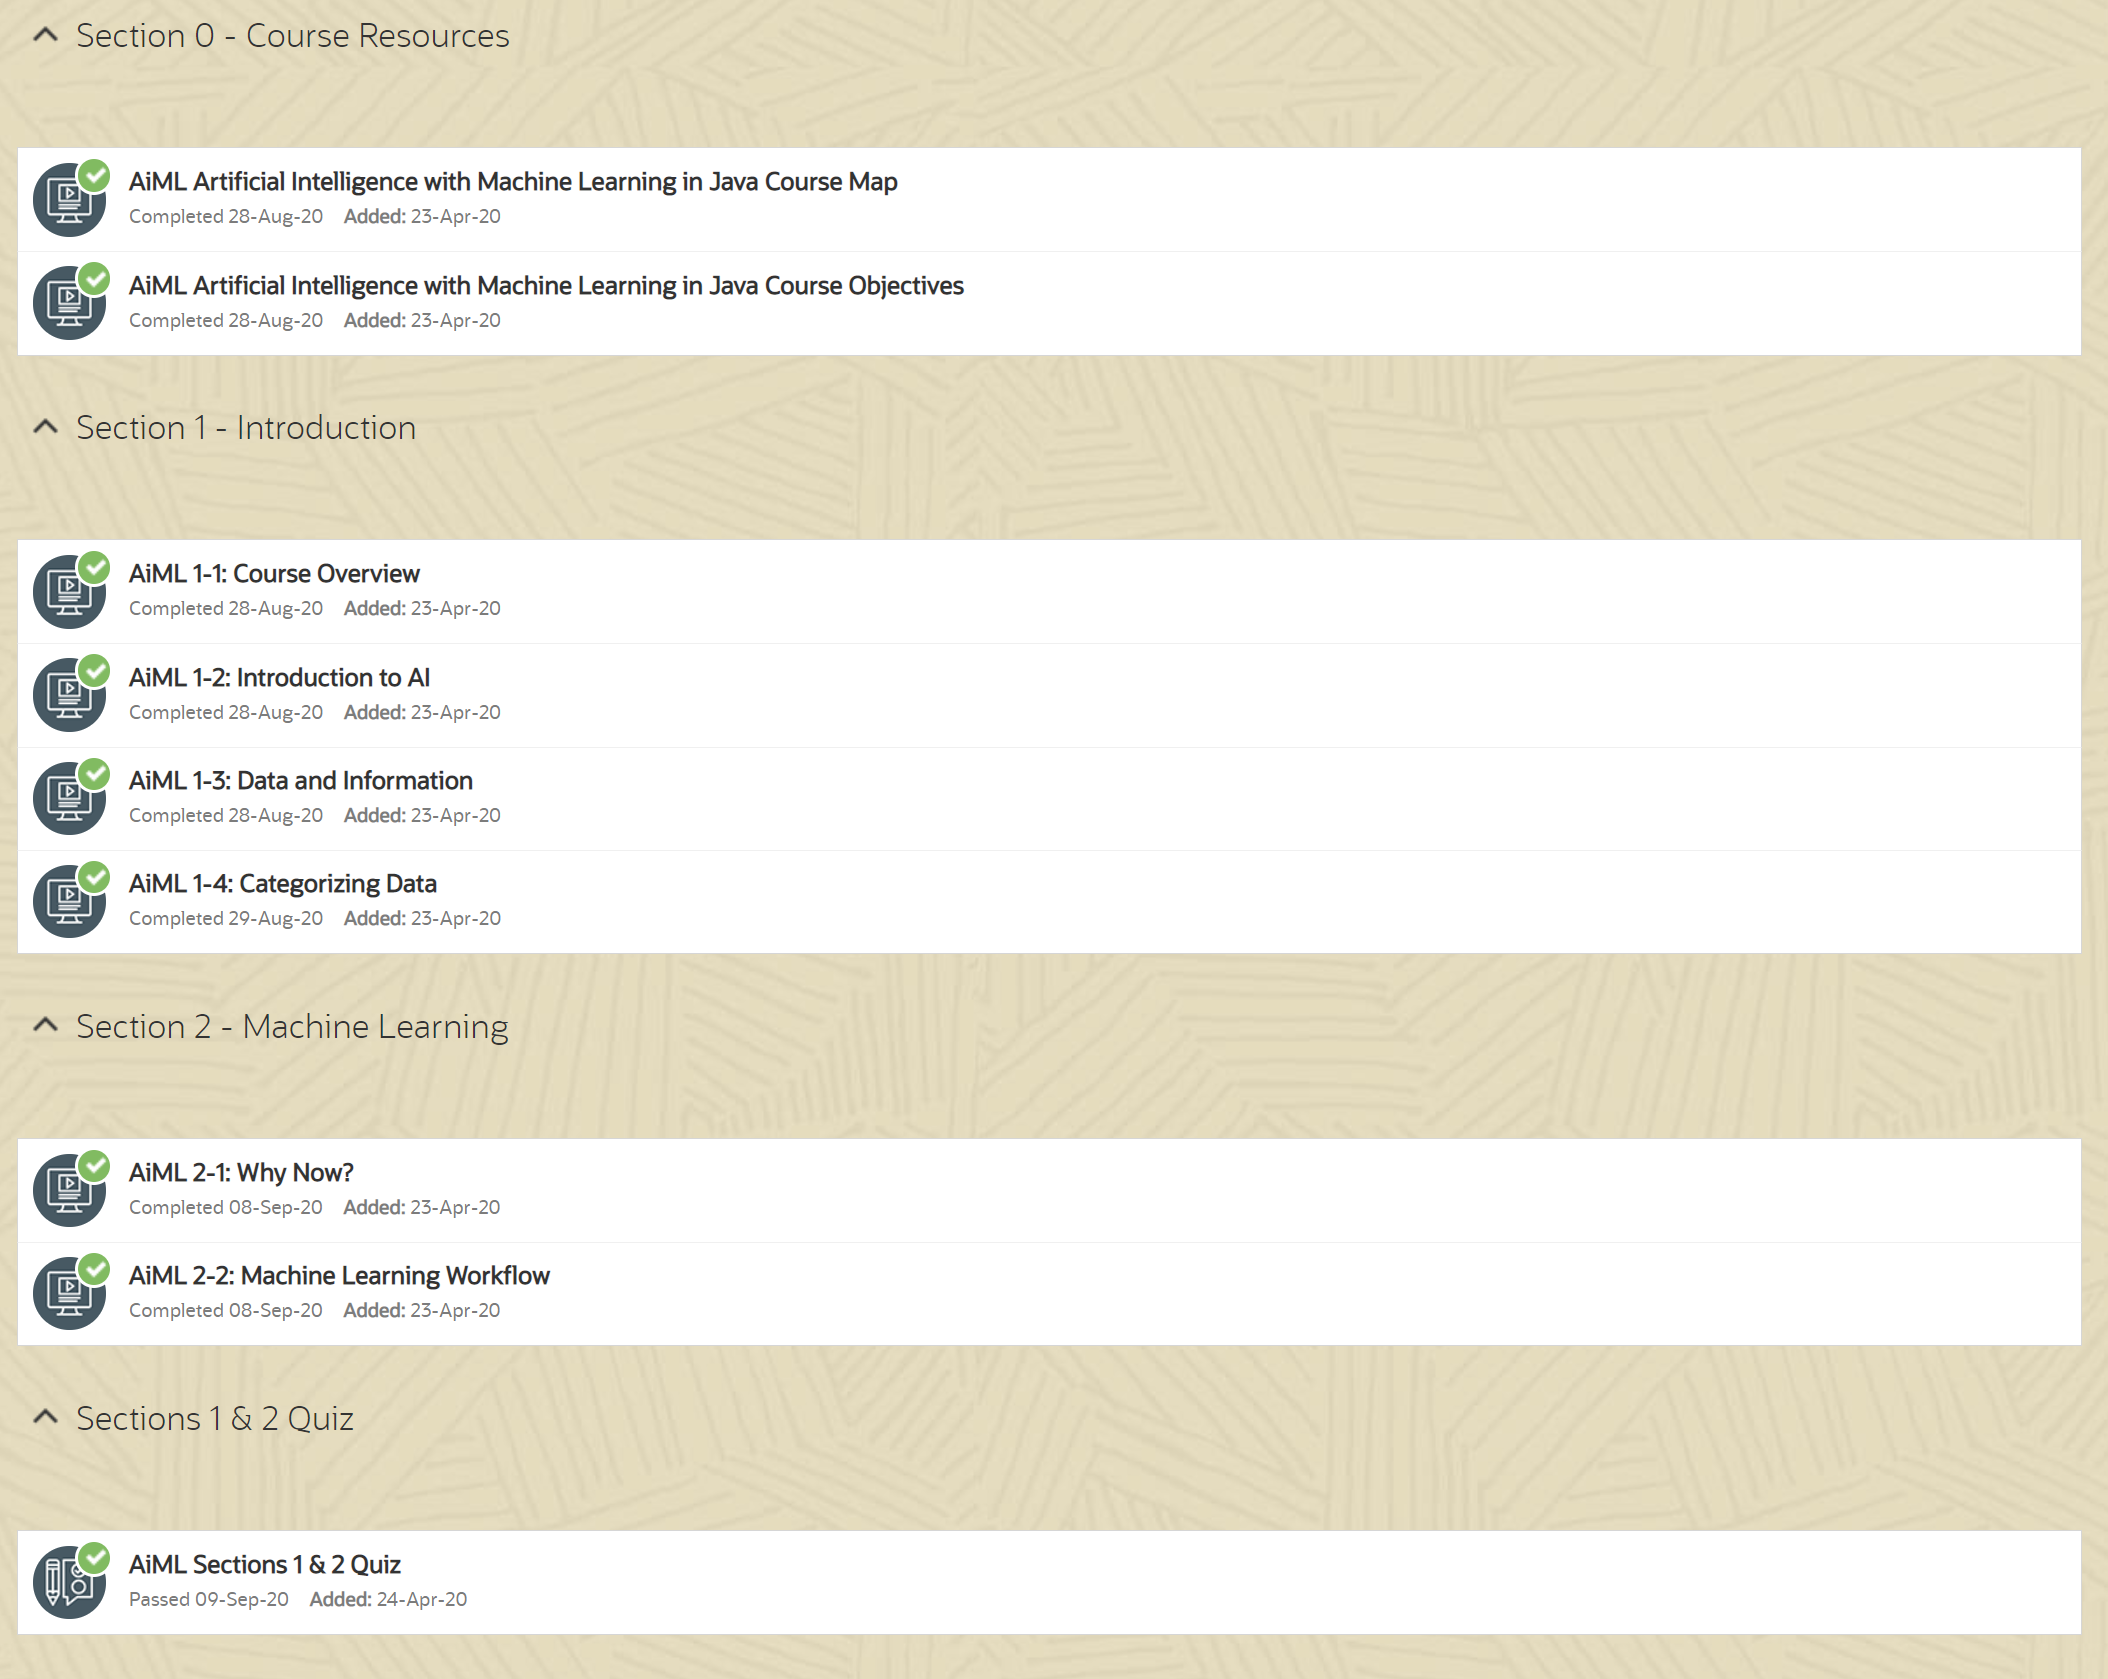 Section 0 - Course Resources
AiML Artificial Intelligence with Machine Learning in Java Course Map
Completed 28-Aug-20 Added: 23-Apr-20
AiML Artificial Intelligence with Machine Learning in Java Course Objectives
Completed 28-Aug-20 Added: 23-Apr-20
Section 1 - Introduction
AiML 1-1: Course Overview
Completed 28-Aug-20 Added: 23-Apr-20
AiML 1-2: Introduction to AI
Completed 28-Aug-20 Added: 23-Apr-20
AiML 1-3: Data and Information
Completed 28-Aug-20 Added: 23-Apr-20
AiML 1-4: Categorizing Data
Completed 29-Aug-20 Added: 23-Apr-20
Section 2 - Machine Learning
AiML 2-1: Why Now?
Completed 08-Sep-20 Added: 23-Apr-20
AiML 2-2: Machine Learning Workflow
Completed 08-Sep-20 Added: 23-Apr-20
Sections 1 & 2 Quiz
AiML Sections 1 & 2 Quiz
Passed 09-Sep-20 Added: 24-Apr-20